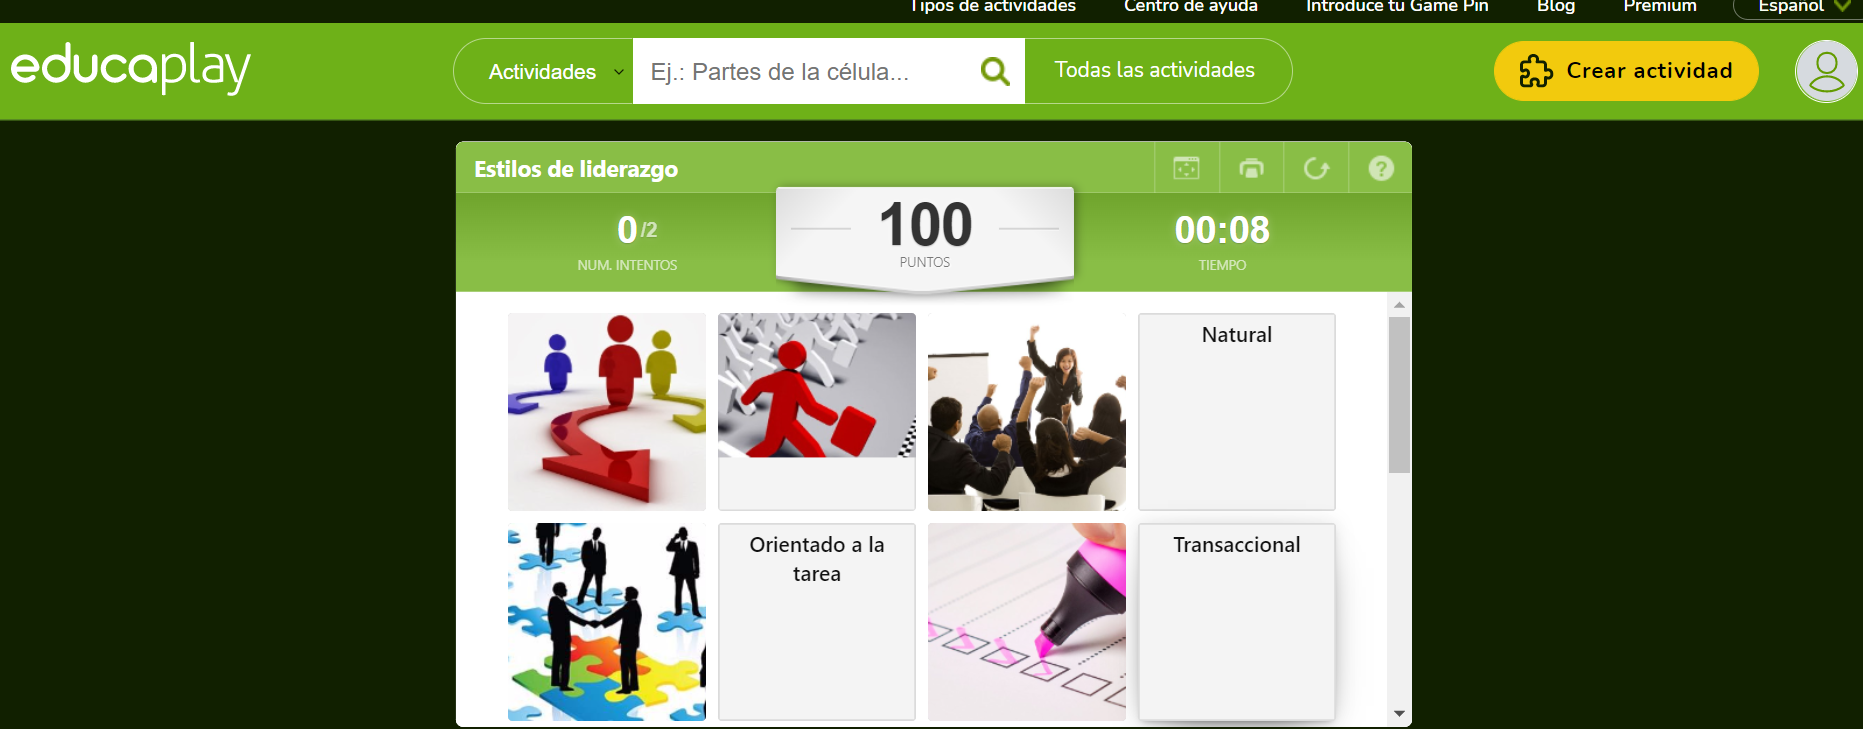 Tipos de actividades Centro de ayuda Introduce tu Game Pin Blog Premium Español
educaplay Actividades Ej.: Partes de la célula... Todas las actividades Crear actividad
Estilos de liderazgo
0/2 100 00:08
NUM. INTENTOS PUNTOS TIEMPO
Natural
Orientado a la
tarea
Transaccional